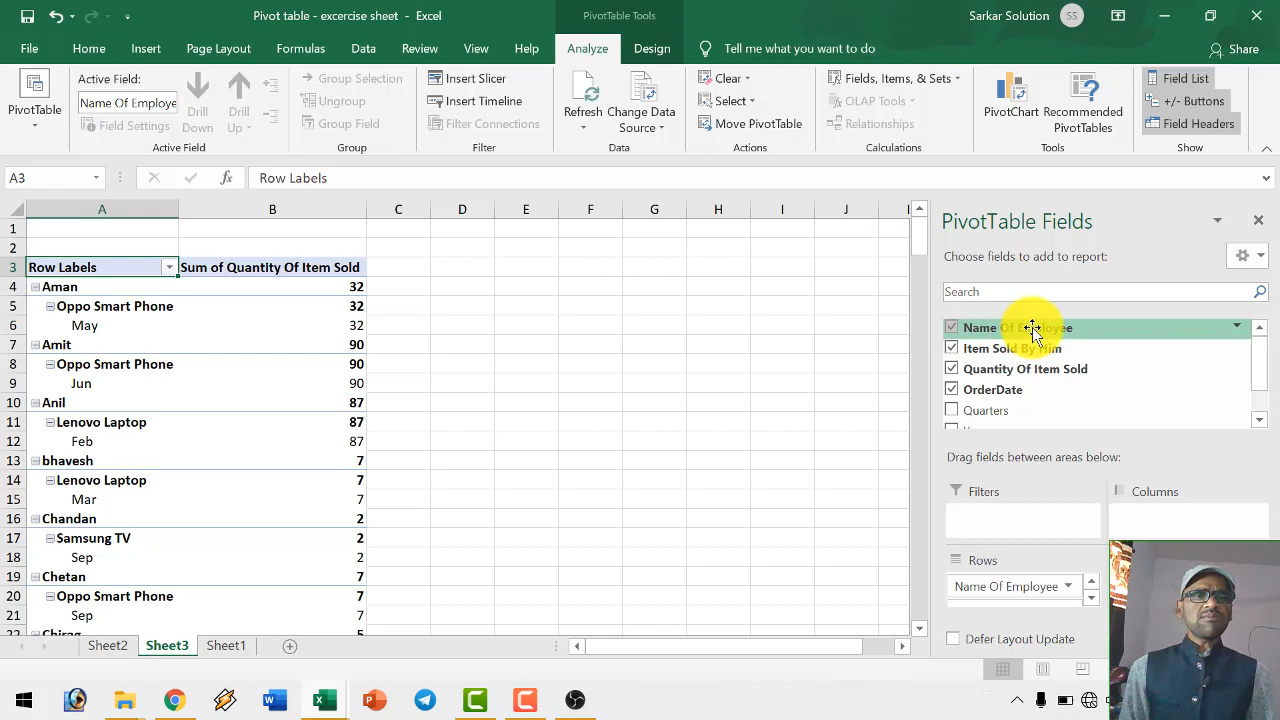 Pivot table - excercise sheet - Excel
PivotTable Tools
Sarkar Solution
SS
File
Home
Insert
Page Layout
Formulas
Data
Review
View
Help
Analyze
Design
Tell me what you want to do
Share
PivotTable
Active Field:
Name Of Employe
Field Settings
Drill Down
Drill Up
Active Field
Group Selection
Ungroup
Group Field
Group
Insert Slicer
Insert Timeline
Filter Connections
Filter
Refresh
Change Data Source
Data
Clear
Select
Move PivotTable
Actions
Fields, Items, & Sets
OLAP Tools
Relationships
Calculations
PivotChart
Recommended PivotTables
Tools
Field List
+/- Buttons
Field Headers
Show
A3
fx
Row Labels
A B C D E F G H I J
1
2
3 Row Labels Sum of Quantity Of Item Sold
4 Aman 32
5 Oppo Smart Phone 32
6 May 32
7 Amit 90
8 Oppo Smart Phone 90
9 Jun 90
10 Anil 87
11 Lenovo Laptop 87
12 Feb 87
13 bhavesh 7
14 Lenovo Laptop 7
15 Mar 7
16 Chandan 2
17 Samsung TV 2
18 Sep 2
19 Chetan 7
20 Oppo Smart Phone 7
21 Sep 7
Sheet2
Sheet3
Sheet1
PivotTable Fields
Choose fields to add to report:
Search
Name Of Employee
Item Sold By Him
Quantity Of Item Sold
OrderDate
Quarters
Drag fields between areas below:
Filters
Columns
Rows
Name Of Employee
Defer Layout Update